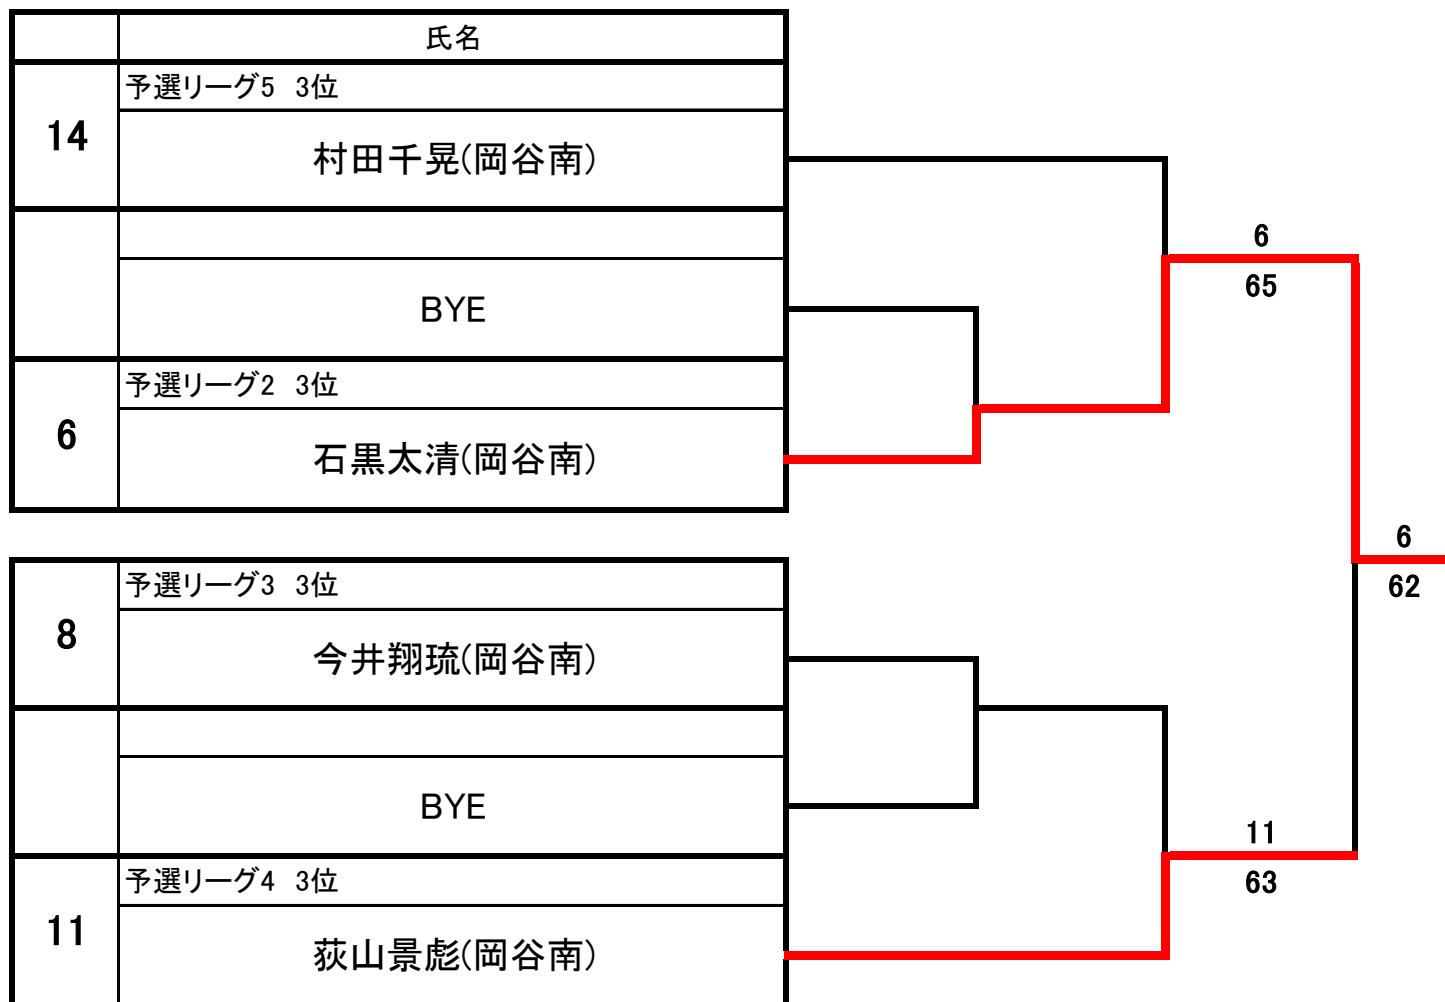 氏名
14
予選リーグ5 3位
村田千晃(岡谷南)
BYE
6
予選リーグ2 3位
石黒太清(岡谷南)
8
予選リーグ3 3位
今井翔琉(岡谷南)
BYE
11
予選リーグ4 3位
荻山景彪(岡谷南)
6
65
6
62
11
63